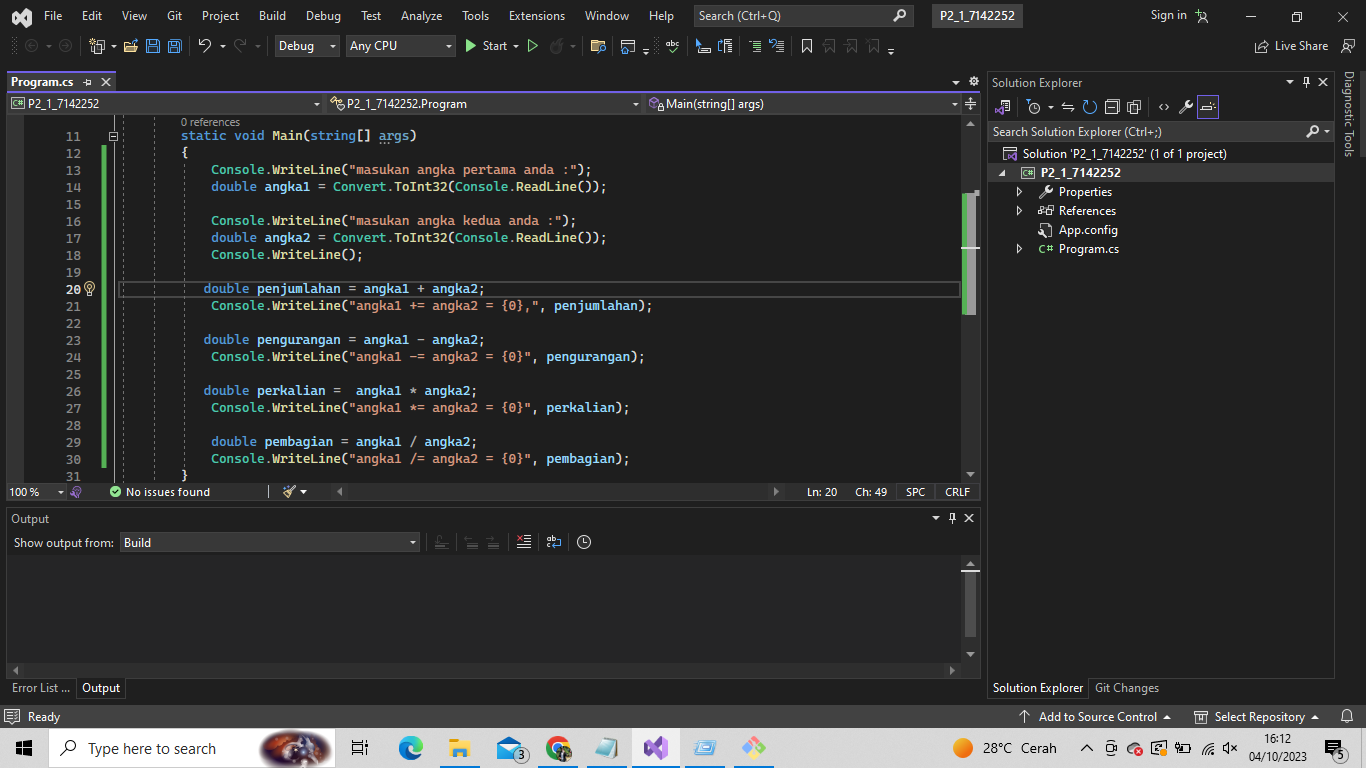 File Edit View Git Project Build Debug Test Analyze Tools Extensions Window Help Search (Ctrl+Q) P2_1_7142252 Sign in
Debug Any CPU Start Live Share
Program.cs
P2_1_7142252 P2_1_7142252.Program Main(string[] args)
0 references
11 static void Main(string[] args)
12 {
13 Console.WriteLine("masukan angka pertama anda :");
14 double angka1 = Convert.ToInt32(Console.ReadLine());
15
16 Console.WriteLine("masukan angka kedua anda :");
17 double angka2 = Convert.ToInt32(Console.ReadLine());
18 Console.WriteLine();
19
20 double penjumlahan = angka1 + angka2;
21 Console.WriteLine("angka1 += angka2 = {0},", penjumlahan);
22
23 double pengurangan = angka1 - angka2;
24 Console.WriteLine("angka1 -= angka2 = {0}", pengurangan);
25
26 double perkalian =  angka1 * angka2;
27 Console.WriteLine("angka1 *= angka2 = {0}", perkalian);
28
29 double pembagian = angka1 / angka2;
30 Console.WriteLine("angka1 /= angka2 = {0}", pembagian);
31 }
100 % No issues found Ln: 20 Ch: 49 SPC CRLF
Output
Show output from: Build
Error List ... Output
Solution Explorer
Search Solution Explorer (Ctrl+;)
Solution 'P2_1_7142252' (1 of 1 project)
C# P2_1_7142252
Properties
References
App.config
C# Program.cs
Solution Explorer Git Changes
Diagnostic Tools
Ready Add to Source Control Select Repository
Type here to search 3 28°C Cerah 16:12
04/10/2023 5